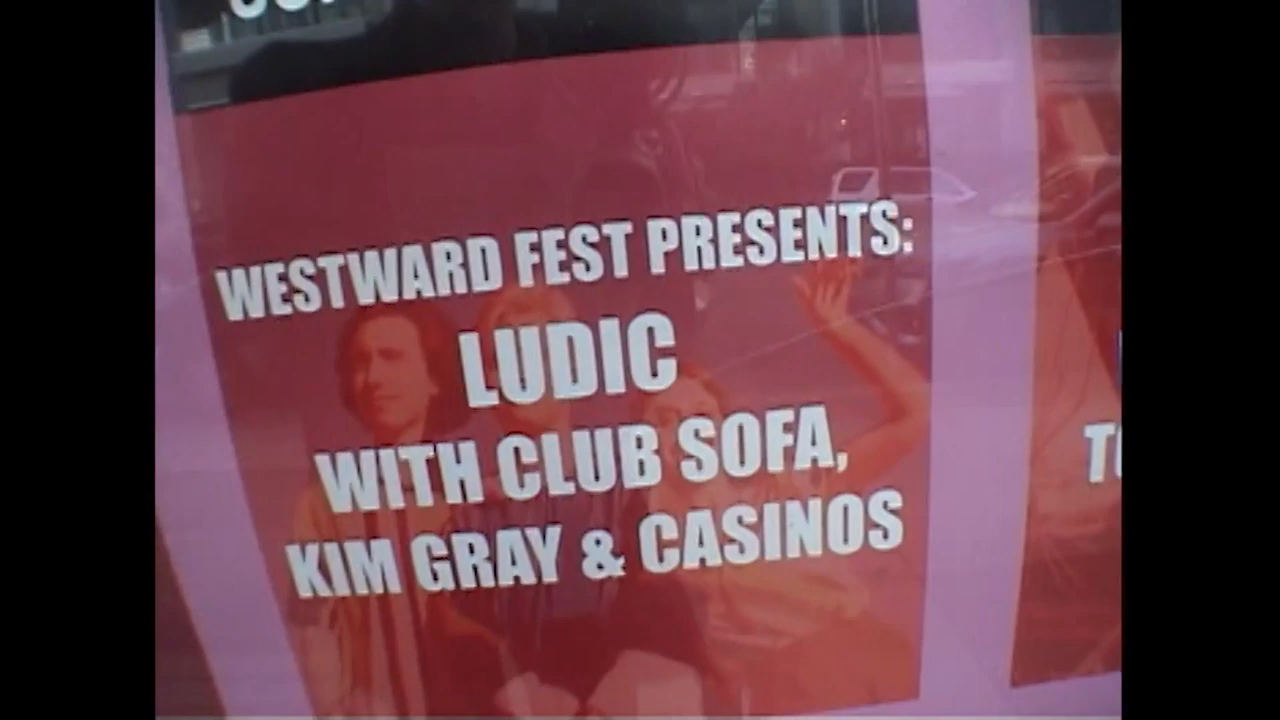 WESTWARD FEST PRESENTS:
LUDIC
WITH CLUB SOFA,
KIM GRAY & CASINOS